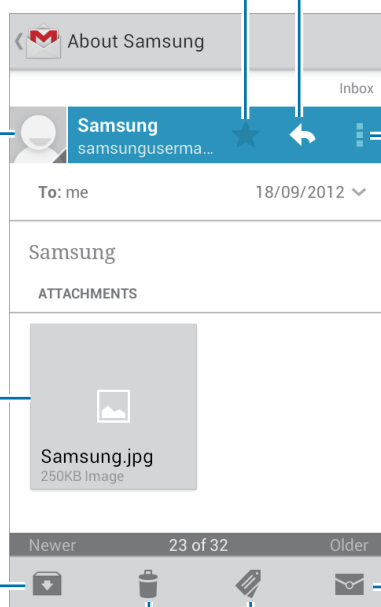 About Samsung
Inbox
Samsung
samsunguserma...
To: me 18/09/2012
Samsung
ATTACHMENTS
Samsung.jpg
250KB Image
Newer 23 of 32 Older